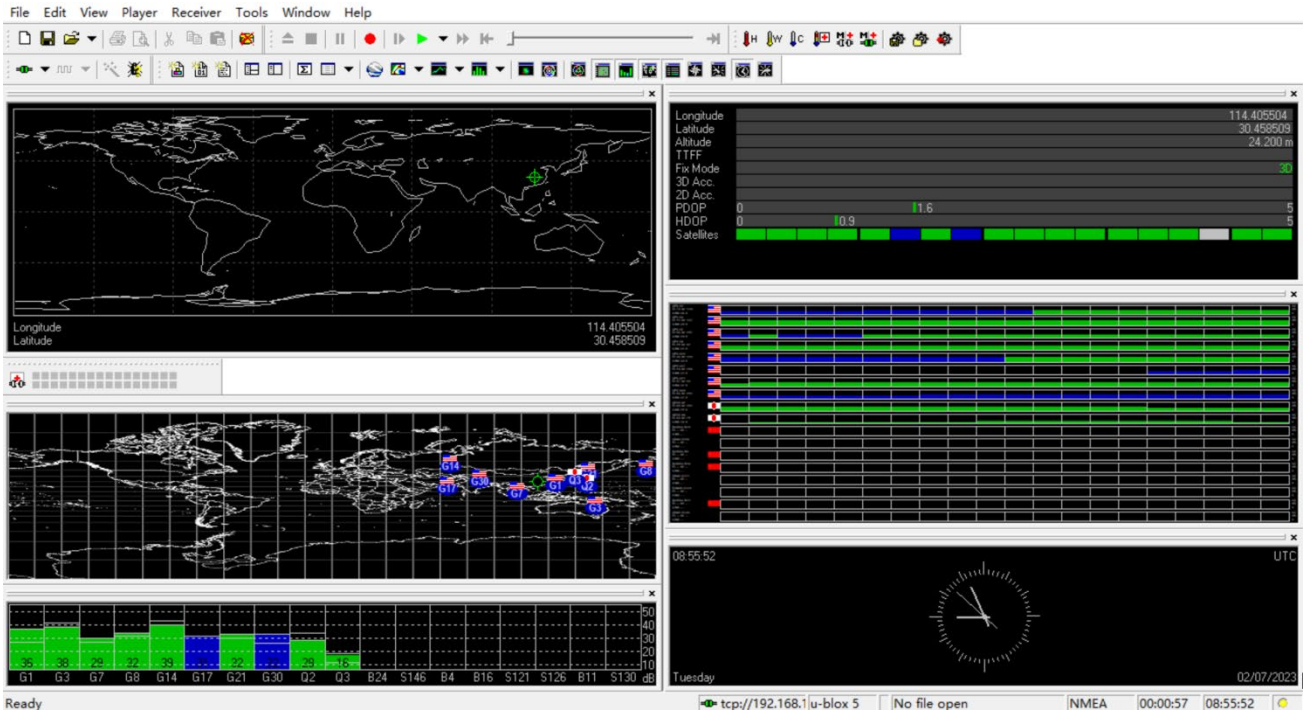 File Edit View Player Receiver Tools Window Help
Longitude 114.405504
Latitude 30.458509
Longitude 114.405504
Latitude 30.458509
Altitude 24.200 m
TTFF
Fix Mode 3D
3D Acc.
2D Acc.
PDOP 0 1.6 5
HDOP 0 0.9 5
Satellites
G14 G17 G30 G7 G1 Q3 Q2 G3 G8
50
40
30
20
10
35 38 29 32 39 32 29 16
G1 G3 G7 G8 G14 G17 G21 G30 Q2 Q3 B24 S146 B4 B16 S121 S126 B11 S130 dB
08:55:52 UTC
Tuesday 02/07/2023
Ready tcp://192.168.1 u-blox 5 No file open NMEA 00:00:57 08:55:52